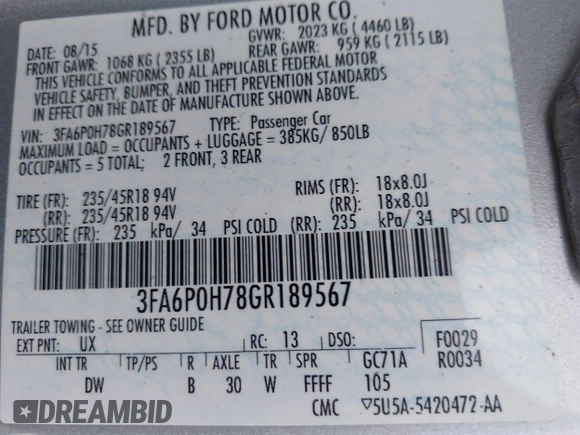 MFD. BY FORD MOTOR CO.
DATE: 08/15 GVWR: 2023 KG ( 4460 LB)
FRONT GAWR: 1068 KG ( 2355 LB) REAR GAWR: 959 KG ( 2115 LB)
THIS VEHICLE CONFORMS TO ALL APPLICABLE FEDERAL MOTOR
VEHICLE SAFETY, BUMPER, AND THEFT PREVENTION STANDARDS
IN EFFECT ON THE DATE OF MANUFACTURE SHOWN ABOVE.
VIN: 3FA6P0H78GR189567 TYPE: Passenger Car
MAXIMUM LOAD = OCCUPANTS + LUGGAGE = 385KG/ 850LB
OCCUPANTS = 5 TOTAL; 2 FRONT, 3 REAR
TIRE (FR): 235/45R18 94V RIMS (FR): 18x8.0J
(RR): 235/45R18 94V (RR): 18x8.0J
PRESSURE (FR): 235 kPa/ 34 PSI COLD (RR): 235 kPa/ 34 PSI COLD
3FA6P0H78GR189567
TRAILER TOWING - SEE OWNER GUIDE
EXT PNT: UX RC: 13 DSO: F0029
INT TR TP/PS R AXLE TR SPR GC71A R0034
DW B 30 W FFFF 105
CMC ▽5U5A-5420472-AA
DREAMBID